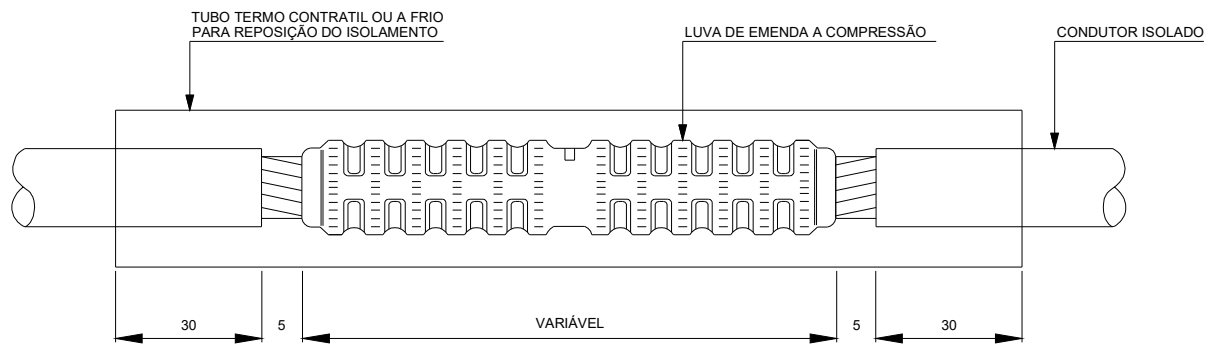 TUBO TERMO CONTRATIL OU A FRIO
PARA REPOSIÇÃO DO ISOLAMENTO
LUVA DE EMENDA A COMPRESSÃO
CONDUTOR ISOLADO
30
5
VARIÁVEL
5
30